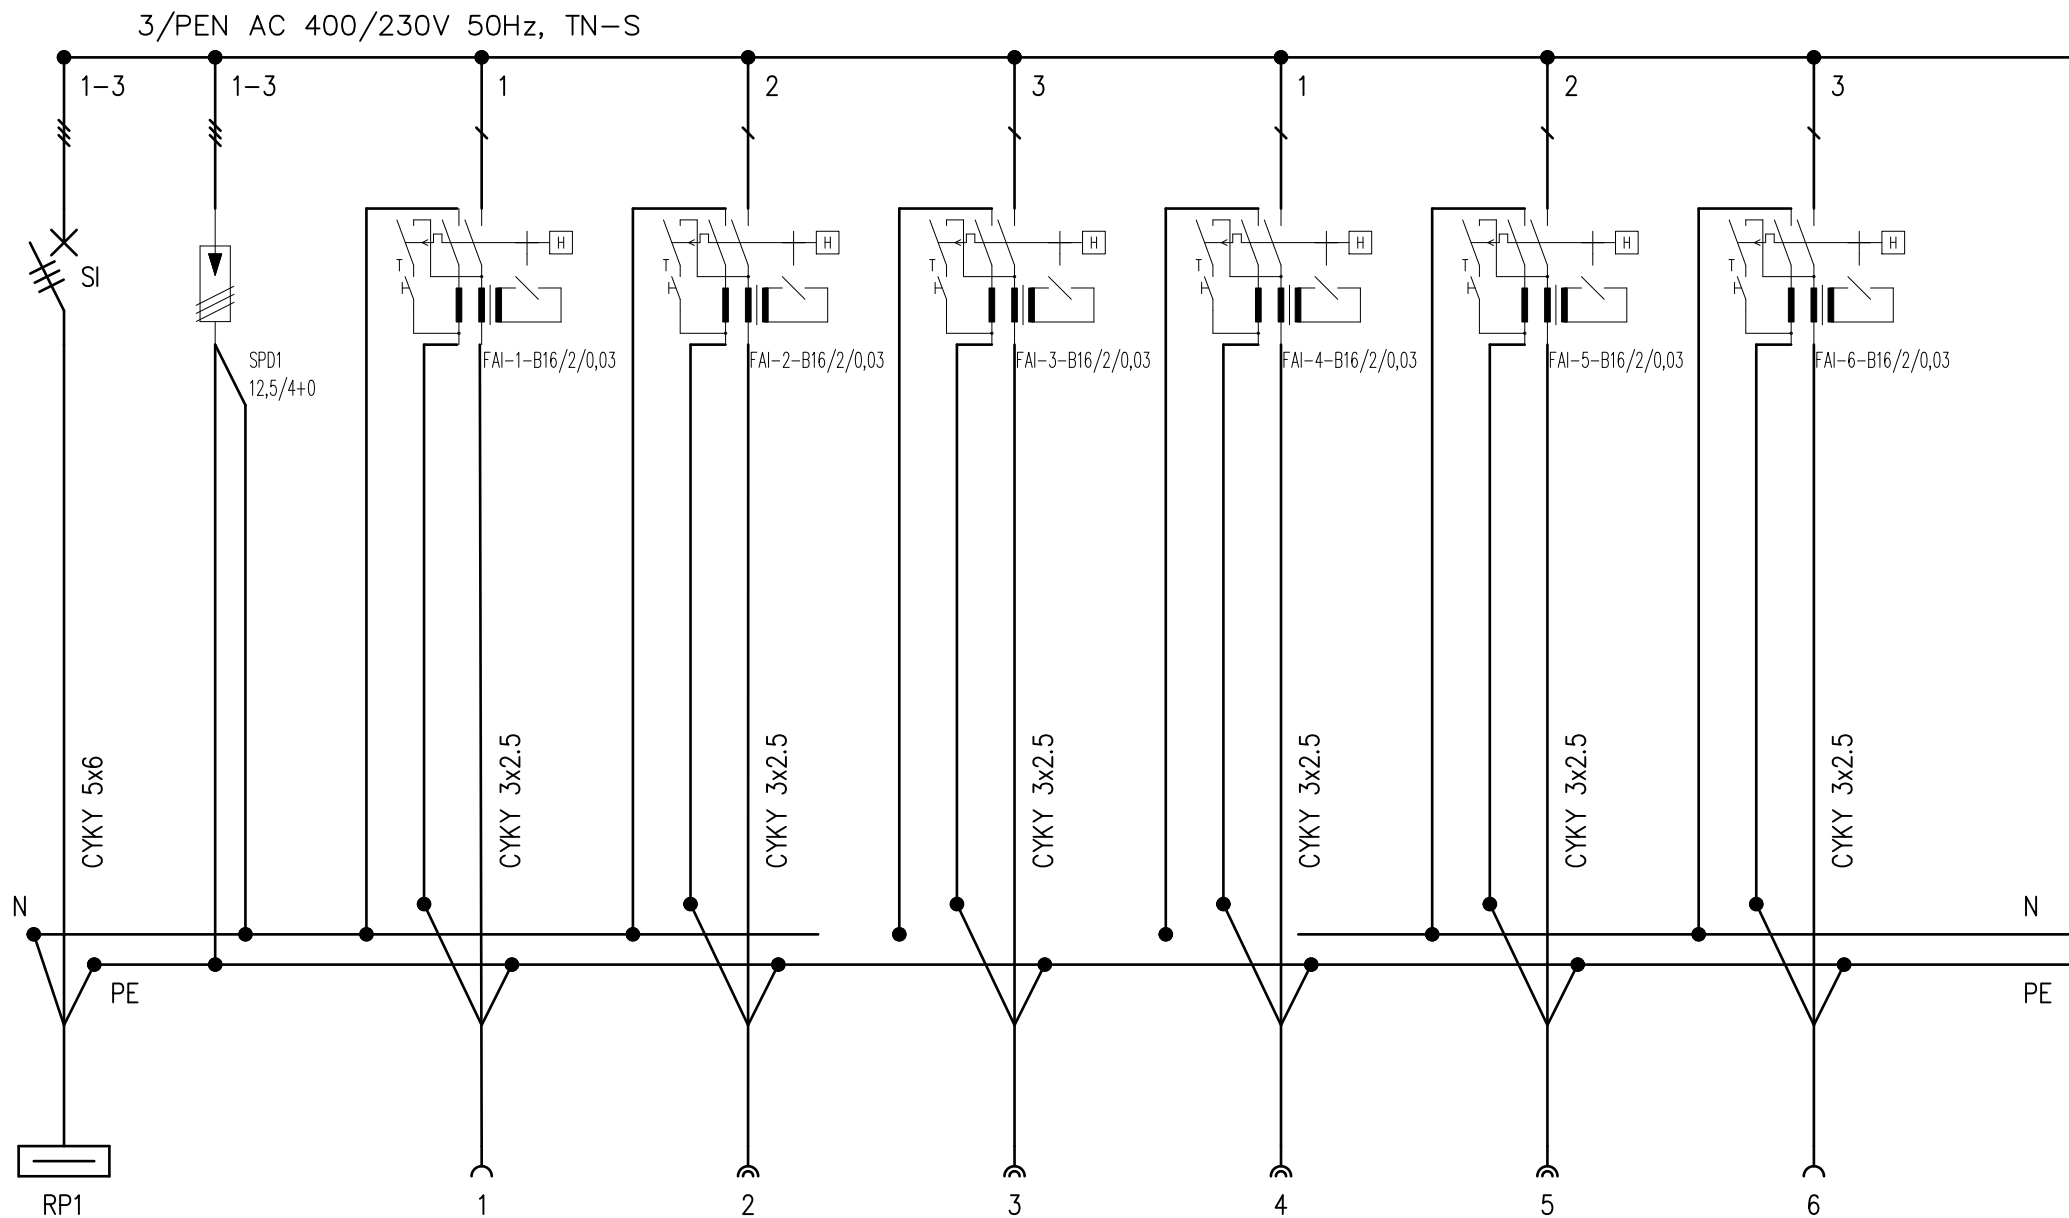 3/PEN AC 400/230V 50Hz, TN-S
1-3 1-3 1 2 3 1 2 3
H H H H H H
SI
SPD1
12,5/4+0
FAI-1-B16/2/0,03 FAI-2-B16/2/0,03 FAI-3-B16/2/0,03 FAI-4-B16/2/0,03 FAI-5-B16/2/0,03 FAI-6-B16/2/0,03
CYKY 5x6
CYKY 3x2.5
CYKY 3x2.5
CYKY 3x2.5
CYKY 3x2.5
CYKY 3x2.5
CYKY 3x2.5
N N
PE PE
RP1 1 2 3 4 5 6